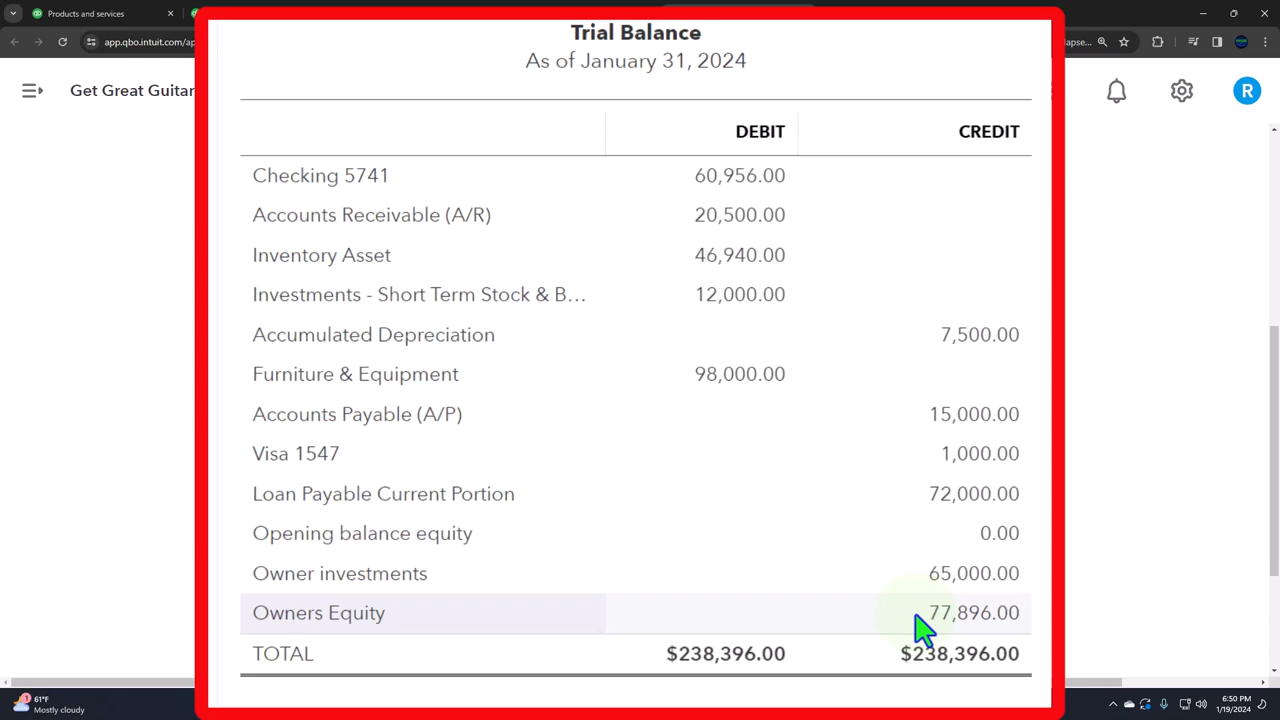 qbo.intuit.com/ap
Get Great Guitar
R
Trial Balance
As of January 31, 2024
DEBIT CREDIT
Checking 5741 60,956.00
Accounts Receivable (A/R) 20,500.00
Inventory Asset 46,940.00
Investments - Short Term Stock & B… 12,000.00
Accumulated Depreciation 7,500.00
Furniture & Equipment 98,000.00
Accounts Payable (A/P) 15,000.00
Visa 1547 1,000.00
Loan Payable Current Portion 72,000.00
Opening balance equity 0.00
Owner investments 65,000.00
Owners Equity 77,896.00
TOTAL $238,396.00 $238,396.00
1
61°F
Mostly cloudy
6:50 PM
1/19/2024